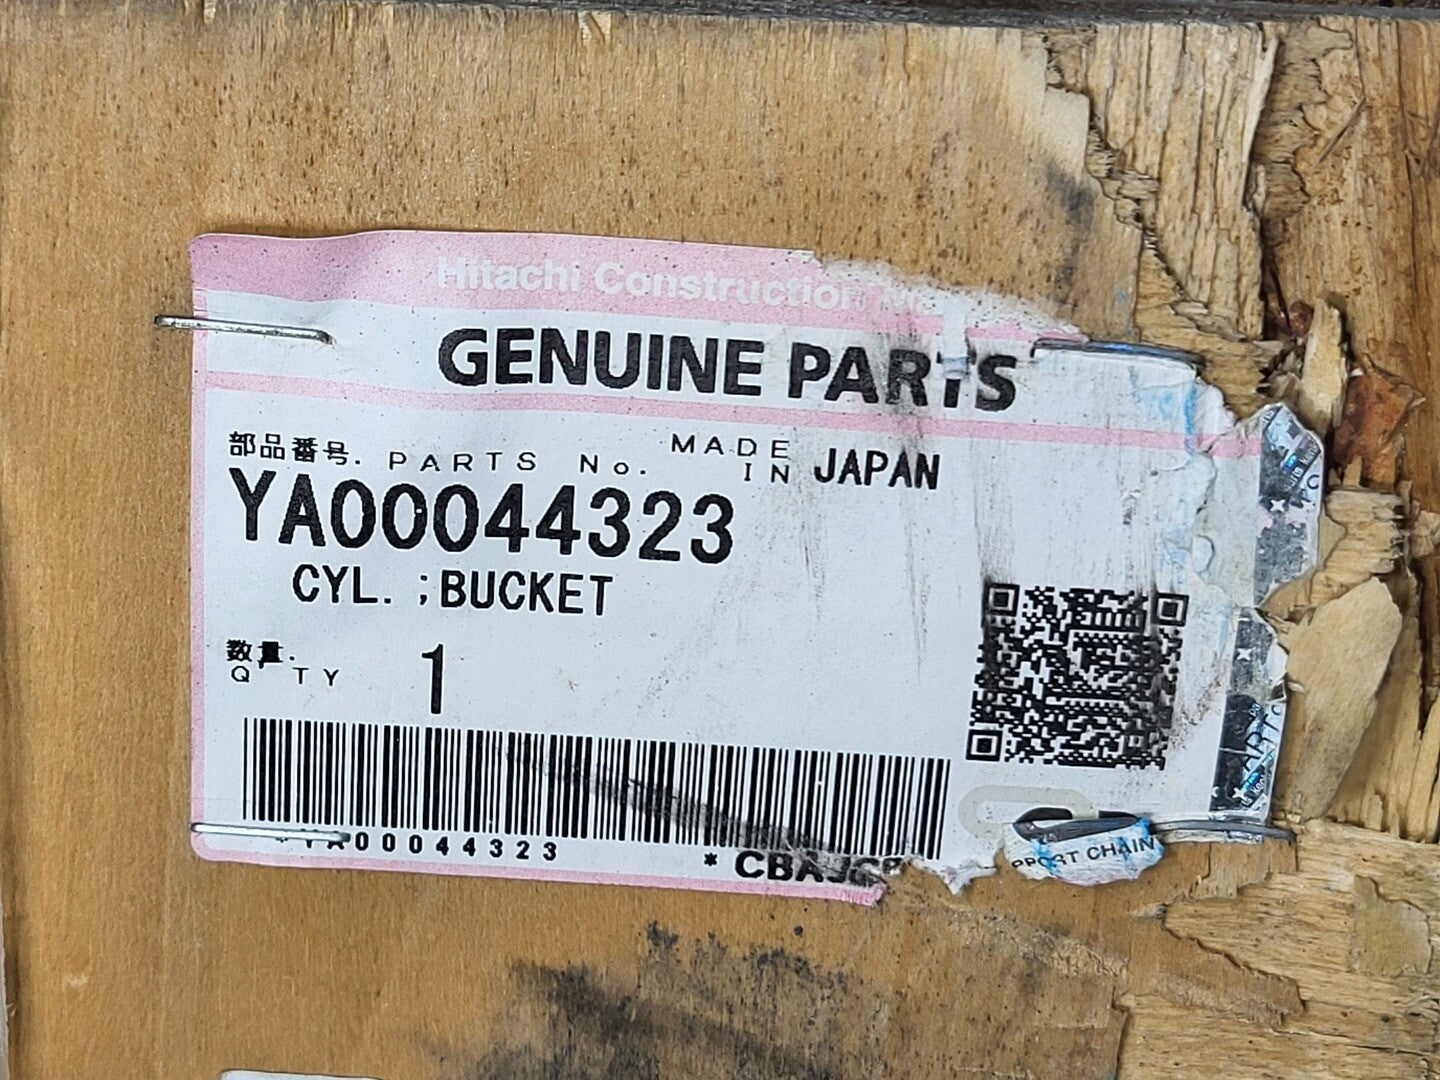 Hitachi Construction
GENUINE PARTS
部品番号. PARTS No. MADE IN JAPAN
YA00044323
CYL. ;BUCKET
数量.
Q'TY 1
*YA00044323 *
CHAIN